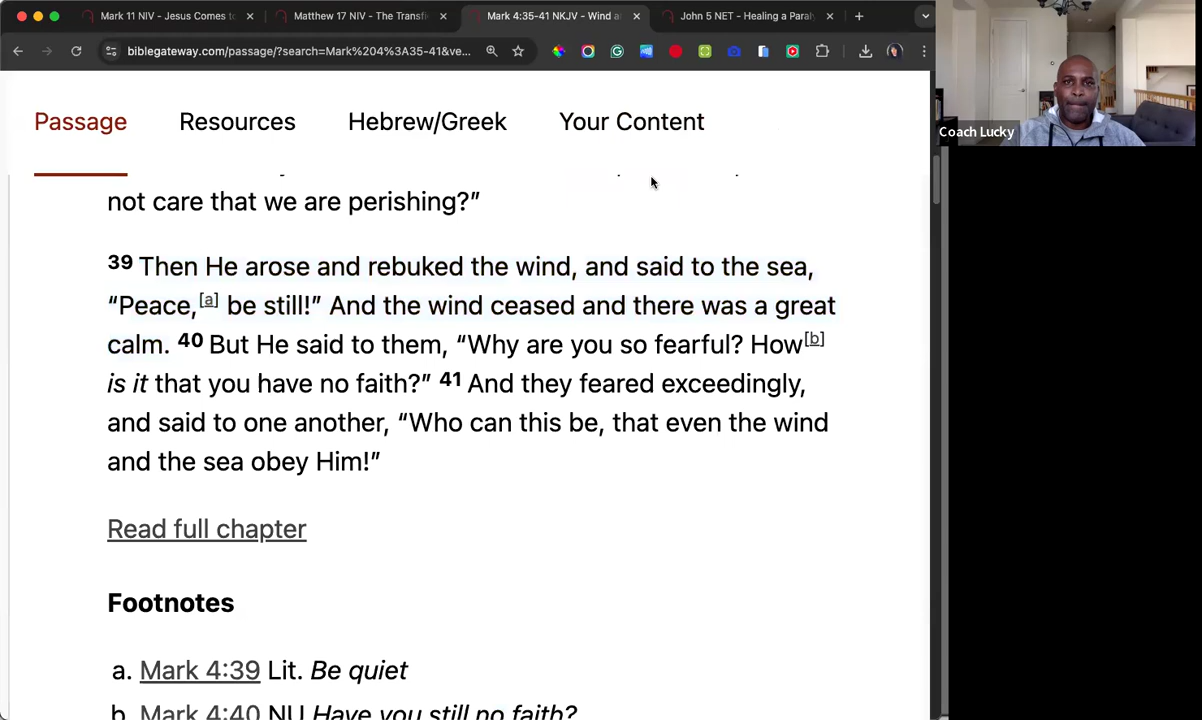 Mark 11 NIV - Jesus Comes to
Matthew 17 NIV - The Transfi
Mark 4:35-41 NKJV - Wind a
John 5 NET - Healing a Paral
biblegateway.com/passage/?search=Mark%204%3A35-41&ve...
Passage
Resources
Hebrew/Greek
Your Content
Coach Lucky
not care that we are perishing?”
39 Then He arose and rebuked the wind, and said to the sea,
“Peace,[a] be still!” And the wind ceased and there was a great
calm. 40 But He said to them, “Why are you so fearful? How[b]
is it that you have no faith?” 41 And they feared exceedingly,
and said to one another, “Who can this be, that even the wind
and the sea obey Him!”
Read full chapter
Footnotes
a. Mark 4:39 Lit. Be quiet
b. Mark 4:40 NU Have you still no faith?